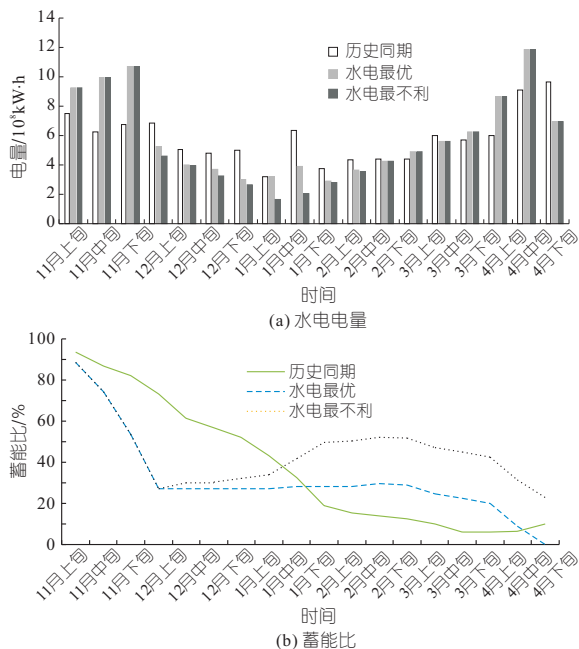 14
12
10
8
6
4
2
0
电量/10⁸kW·h
历史同期
水电最优
水电最不利
11月上旬
11月中旬
11月下旬
12月上旬
12月中旬
12月下旬
1月上旬
1月中旬
1月下旬
2月上旬
2月中旬
2月下旬
3月上旬
3月中旬
3月下旬
4月上旬
4月中旬
4月下旬
时间
(a) 水电电量
100
80
60
40
20
0
蓄能比/%
历史同期
水电最优
水电最不利
11月上旬
11月中旬
11月下旬
12月上旬
12月中旬
12月下旬
1月上旬
1月中旬
1月下旬
2月上旬
2月中旬
2月下旬
3月上旬
3月中旬
3月下旬
4月上旬
4月中旬
4月下旬
时间
(b) 蓄能比